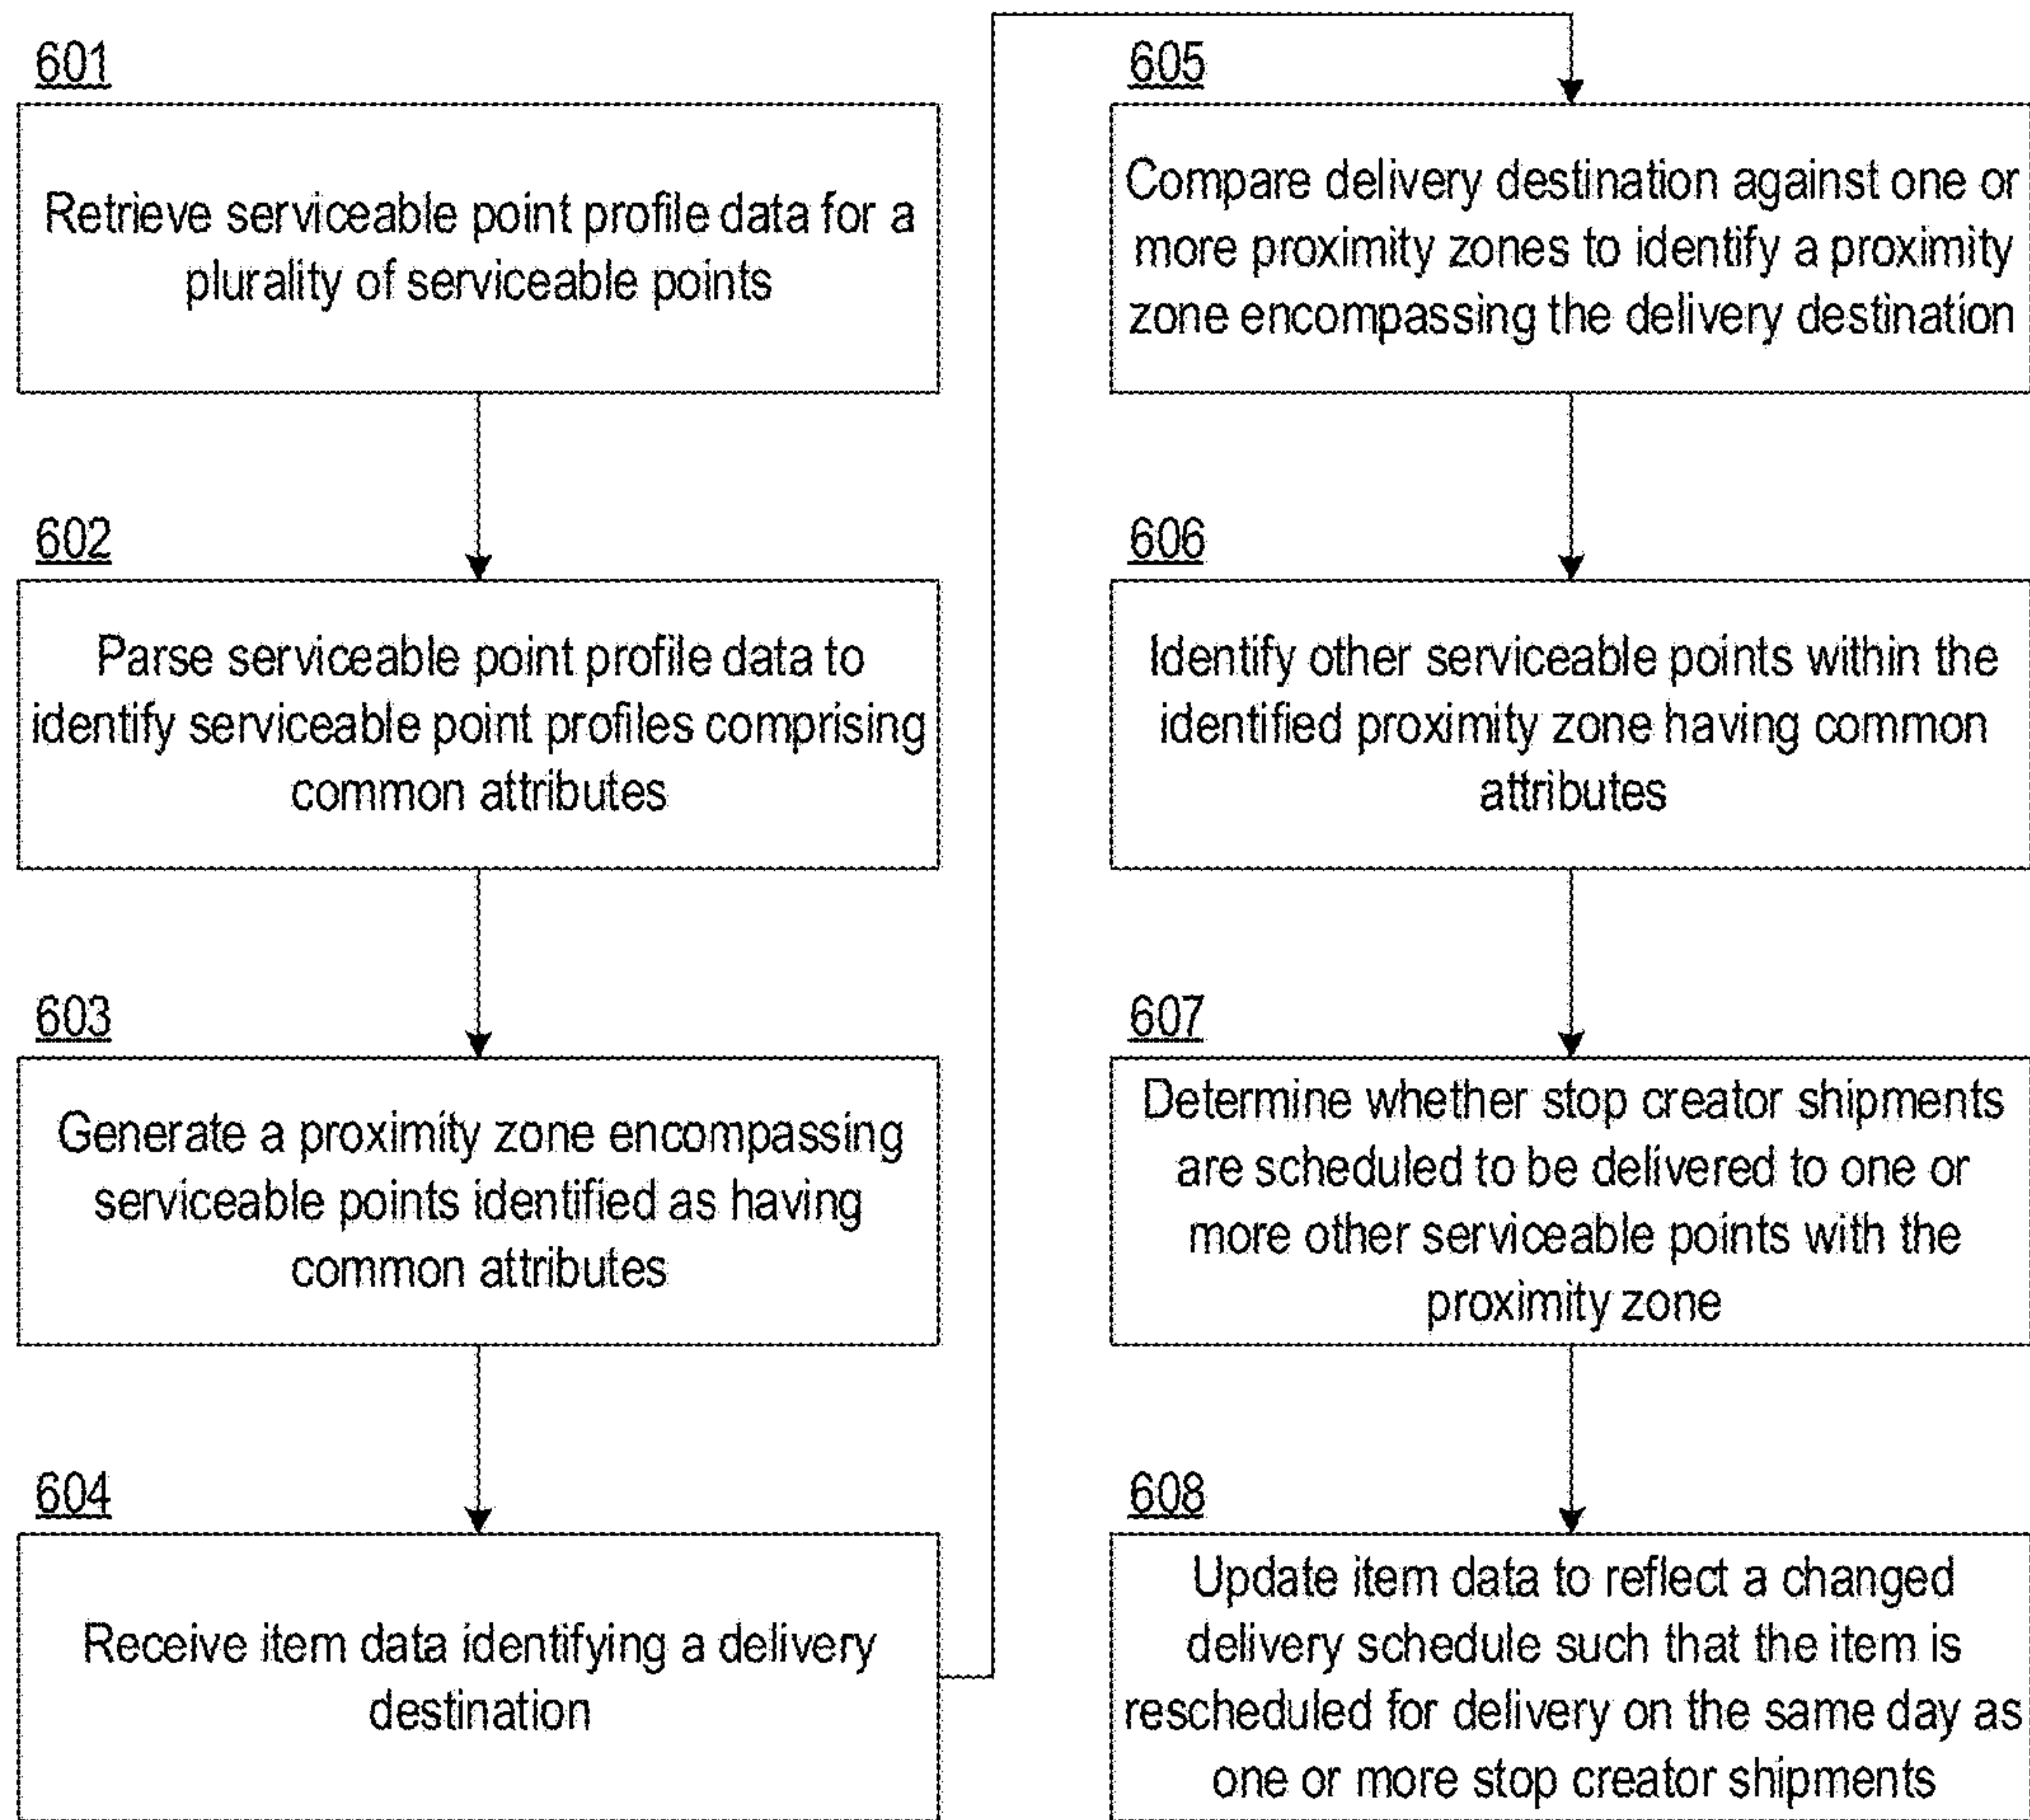 601
Retrieve serviceable point profile data for a
plurality of serviceable points
602
Parse serviceable point profile data to
identify serviceable point profiles comprising
common attributes
603
Generate a proximity zone encompassing
serviceable points identified as having
common attributes
604
Receive item data identifying a delivery
destination
605
Compare delivery destination against one or
more proximity zones to identify a proximity
zone encompassing the delivery destination
606
Identify other serviceable points within the
identified proximity zone having common
attributes
607
Determine whether stop creator shipments
are scheduled to be delivered to one or
more other serviceable points with the
proximity zone
608
Update item data to reflect a changed
delivery schedule such that the item is
rescheduled for delivery on the same day as
one or more stop creator shipments